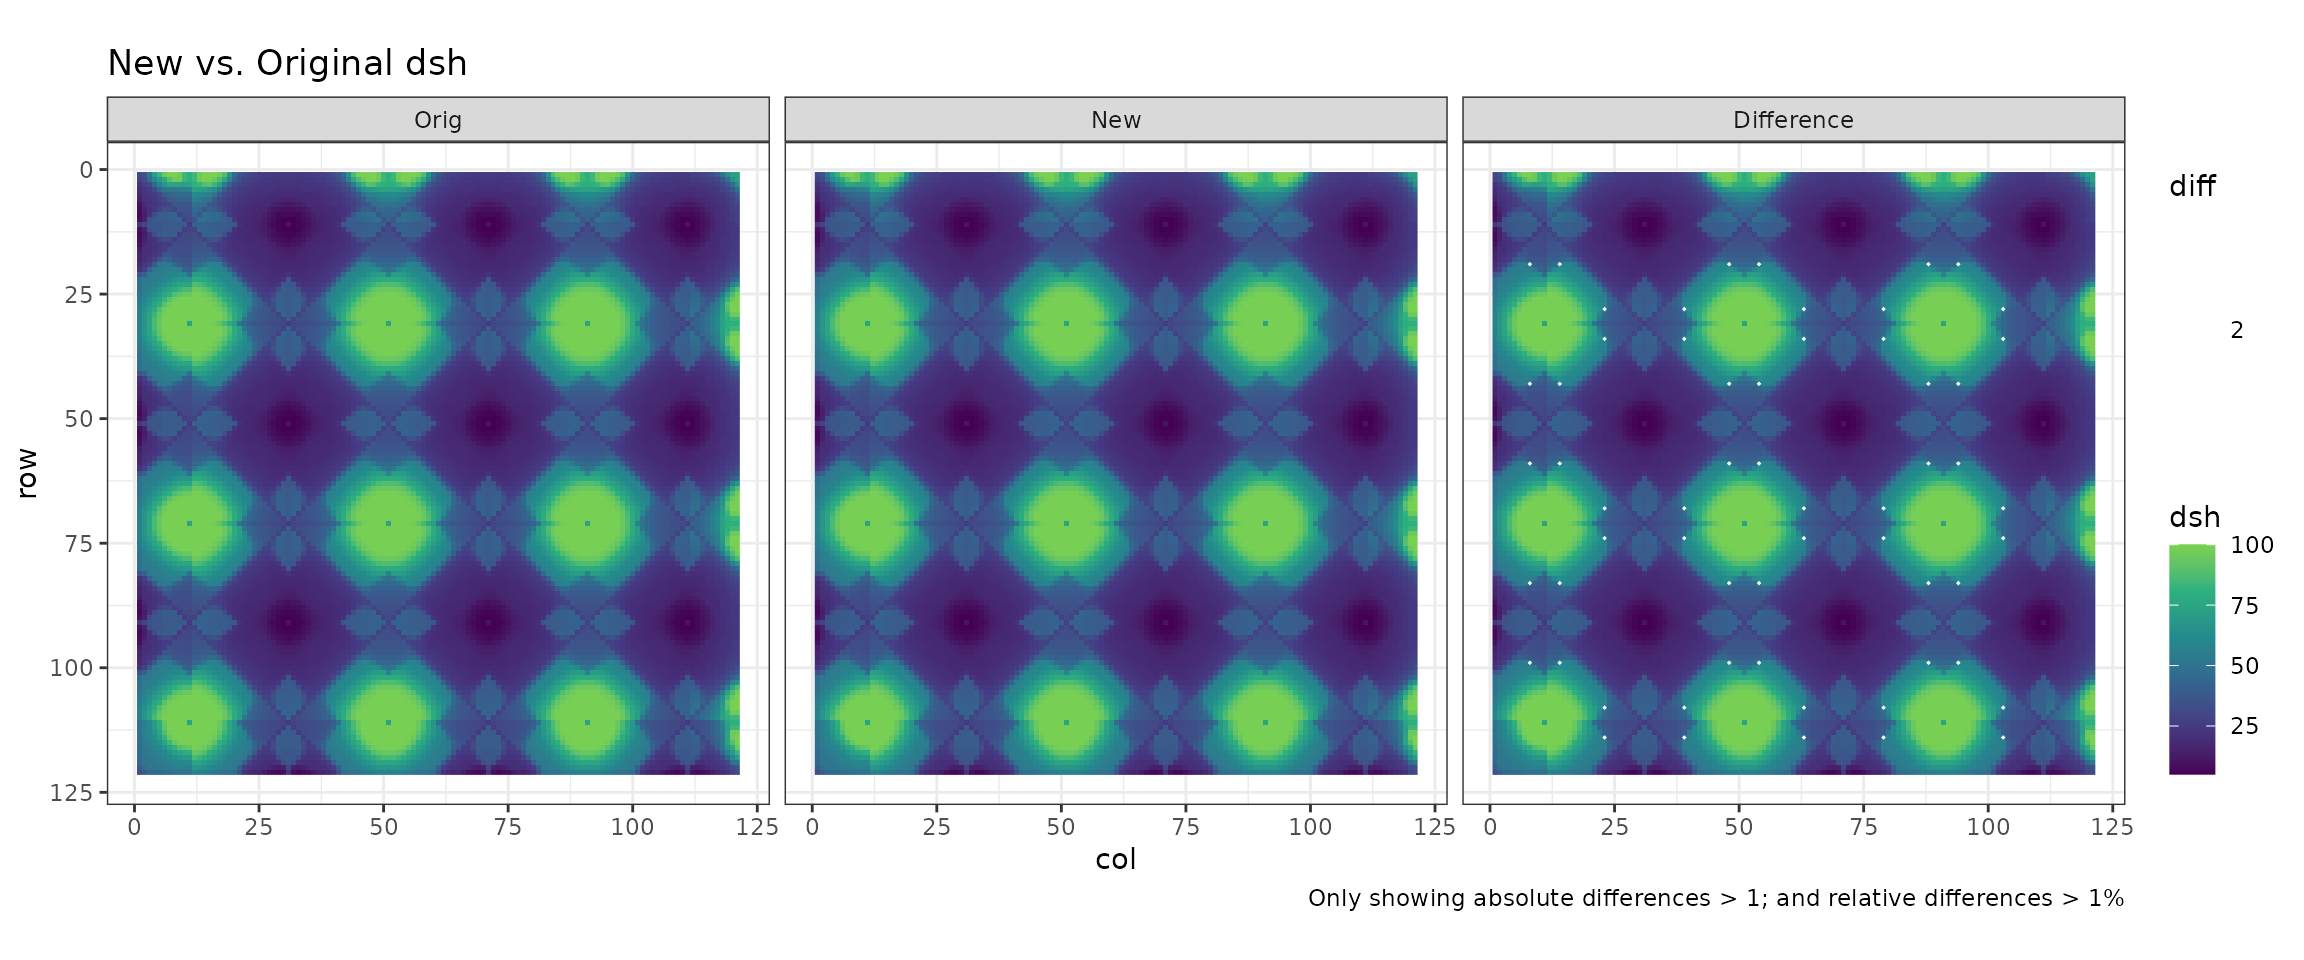 New vs. Original dsh
Orig
New
Difference
0
25
50
75
100
125
row
0 25 50 75 100 125
0 25 50 75 100 125
0 25 50 75 100 125
col
diff
2
dsh
100
75
50
25
Only showing absolute differences > 1; and relative differences > 1%